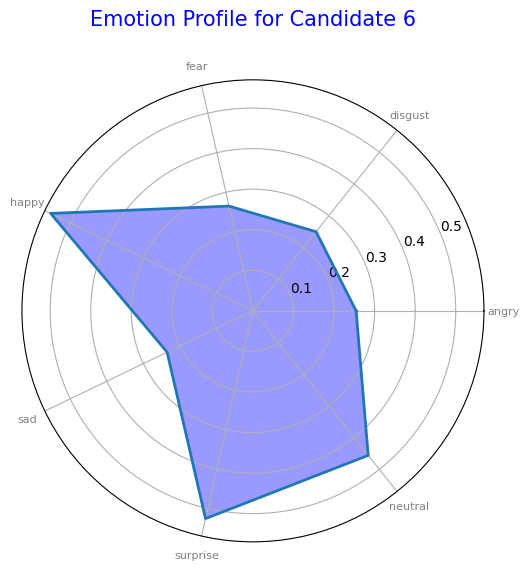 Emotion Profile for Candidate 6
fear
disgust
happy
0.5
0.4
0.3
0.2
0.1
angry
sad
neutral
surprise